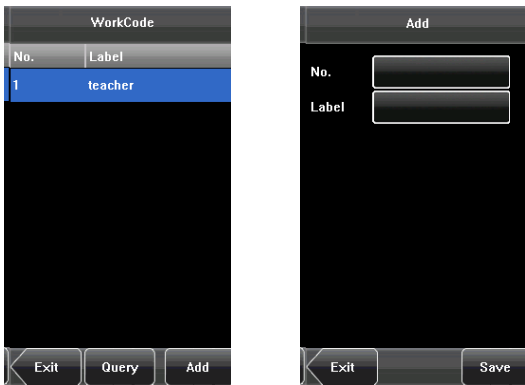 WorkCode
No. Label
1 teacher
Exit Query Add
Add
No.
Label
Exit Save